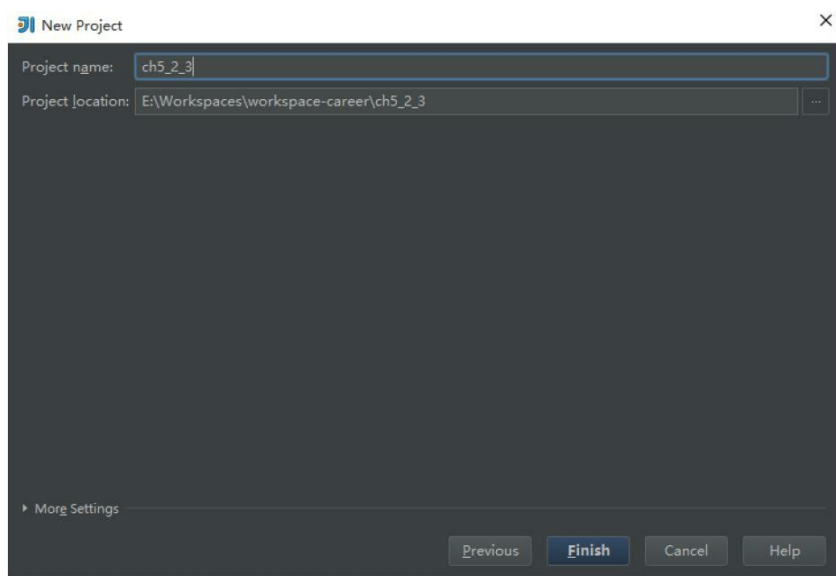 New Project
Project name: ch5_2_3
Project location: E:\Workspaces\workspace-career\ch5_2_3 ...
More Settings
Previous Finish Cancel Help